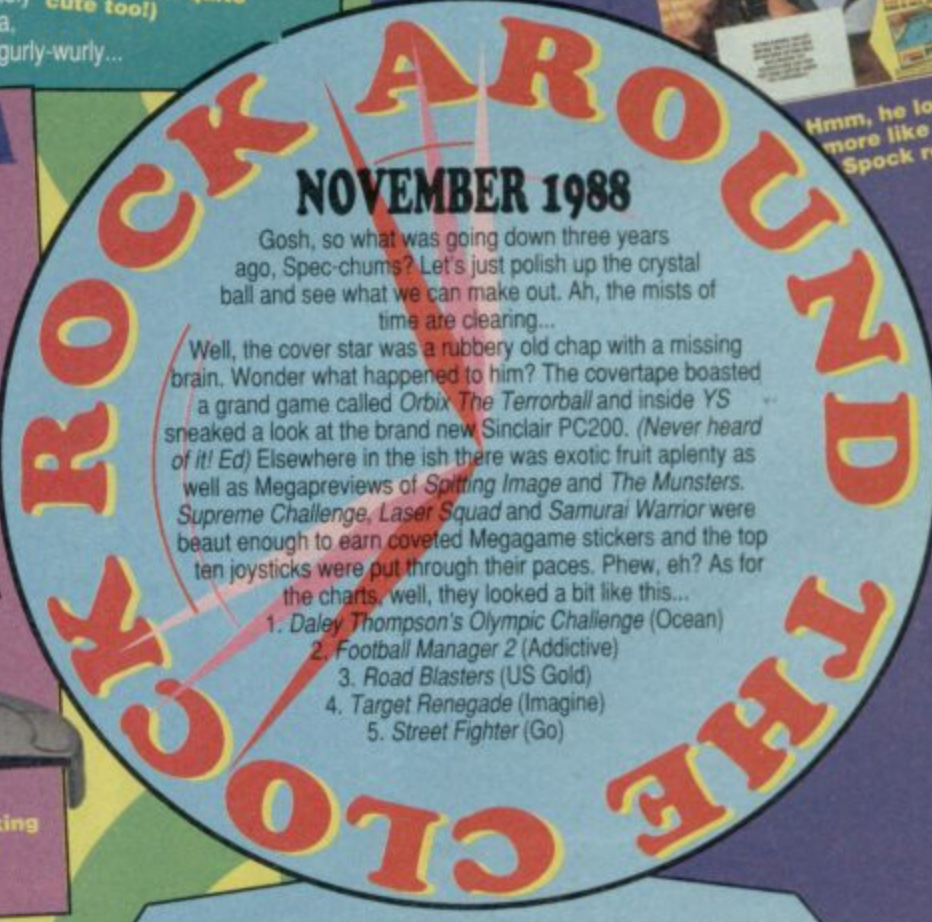 cute too!)
a,
gurly-wurly...
Hmm, he lo
more like
Spock r
ROCK AROUND THE CLOCK
NOVEMBER 1988
Gosh, so what was going down three years
ago, Spec-chums? Let's just polish up the crystal
ball and see what we can make out. Ah, the mists of
time are clearing...
Well, the cover star was a rubbery old chap with a missing
brain. Wonder what happened to him? The covertape boasted
a grand game called Orbix The Terrorball and inside YS
sneaked a look at the brand new Sinclair PC200. (Never heard
of it! Ed) Elsewhere in the ish there was exotic fruit aplenty as
well as Megapreviews of Spitting Image and The Munsters.
Supreme Challenge, Laser Squad and Samurai Warrior were
beaut enough to earn coveted Megagame stickers and the top
ten joysticks were put through their paces. Phew, eh? As for
the charts, well, they looked a bit like this...
1. Daley Thompson's Olympic Challenge (Ocean)
2. Football Manager 2 (Addictive)
3. Road Blasters (US Gold)
4. Target Renegade (Imagine)
5. Street Fighter (Go)
king